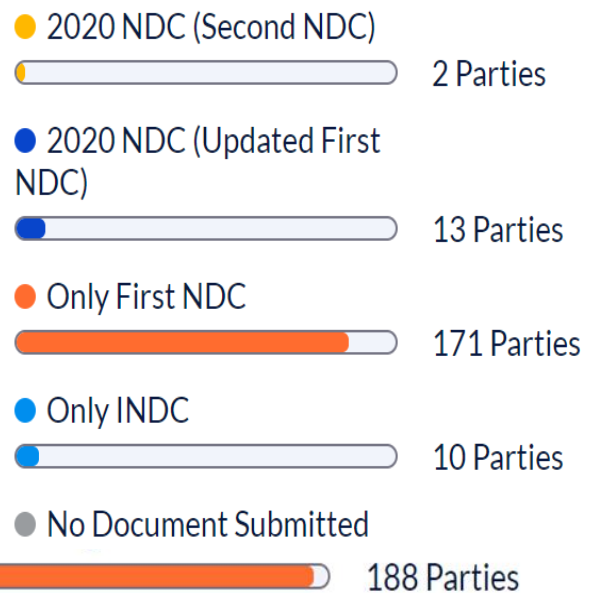 2020 NDC (Second NDC)
2 Parties
2020 NDC (Updated First
NDC)
13 Parties
Only First NDC
171 Parties
Only INDC
10 Parties
No Document Submitted
188 Parties